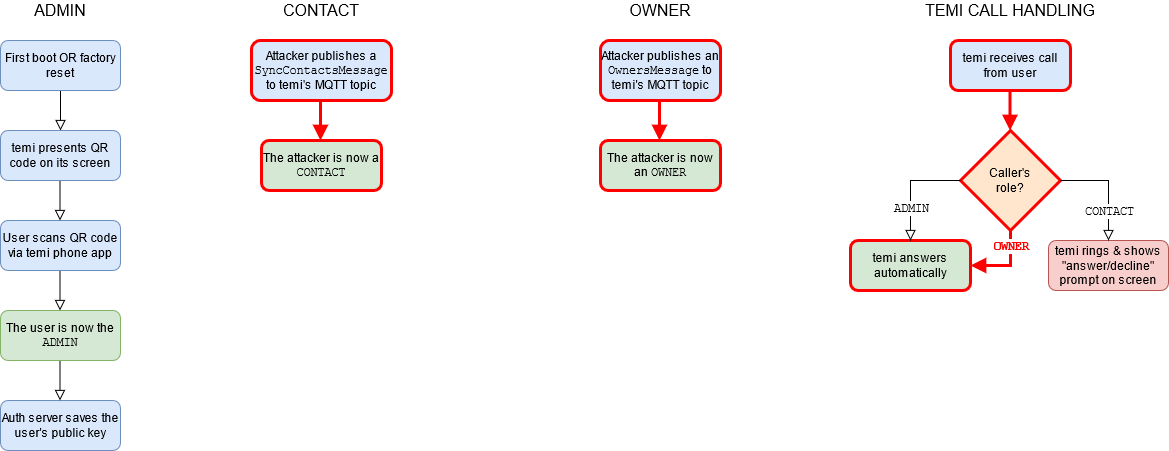 ADMIN
First boot OR factory
reset
temi presents QR
code on its screen
User scans QR code
via temi phone app
The user is now the
ADMIN
Auth server saves the
user's public key
CONTACT
Attacker publishes a
SyncContactsMessage
to temi's MQTT topic
The attacker is now a
CONTACT
OWNER
Attacker publishes an
OwnersMessage to
temi's MQTT topic
The attacker is now
an OWNER
TEMI CALL HANDLING
temi receives call
from user
Caller's
role?
ADMIN
CONTACT
OWNER
temi answers
automatically
temi rings & shows
"answer/decline"
prompt on screen